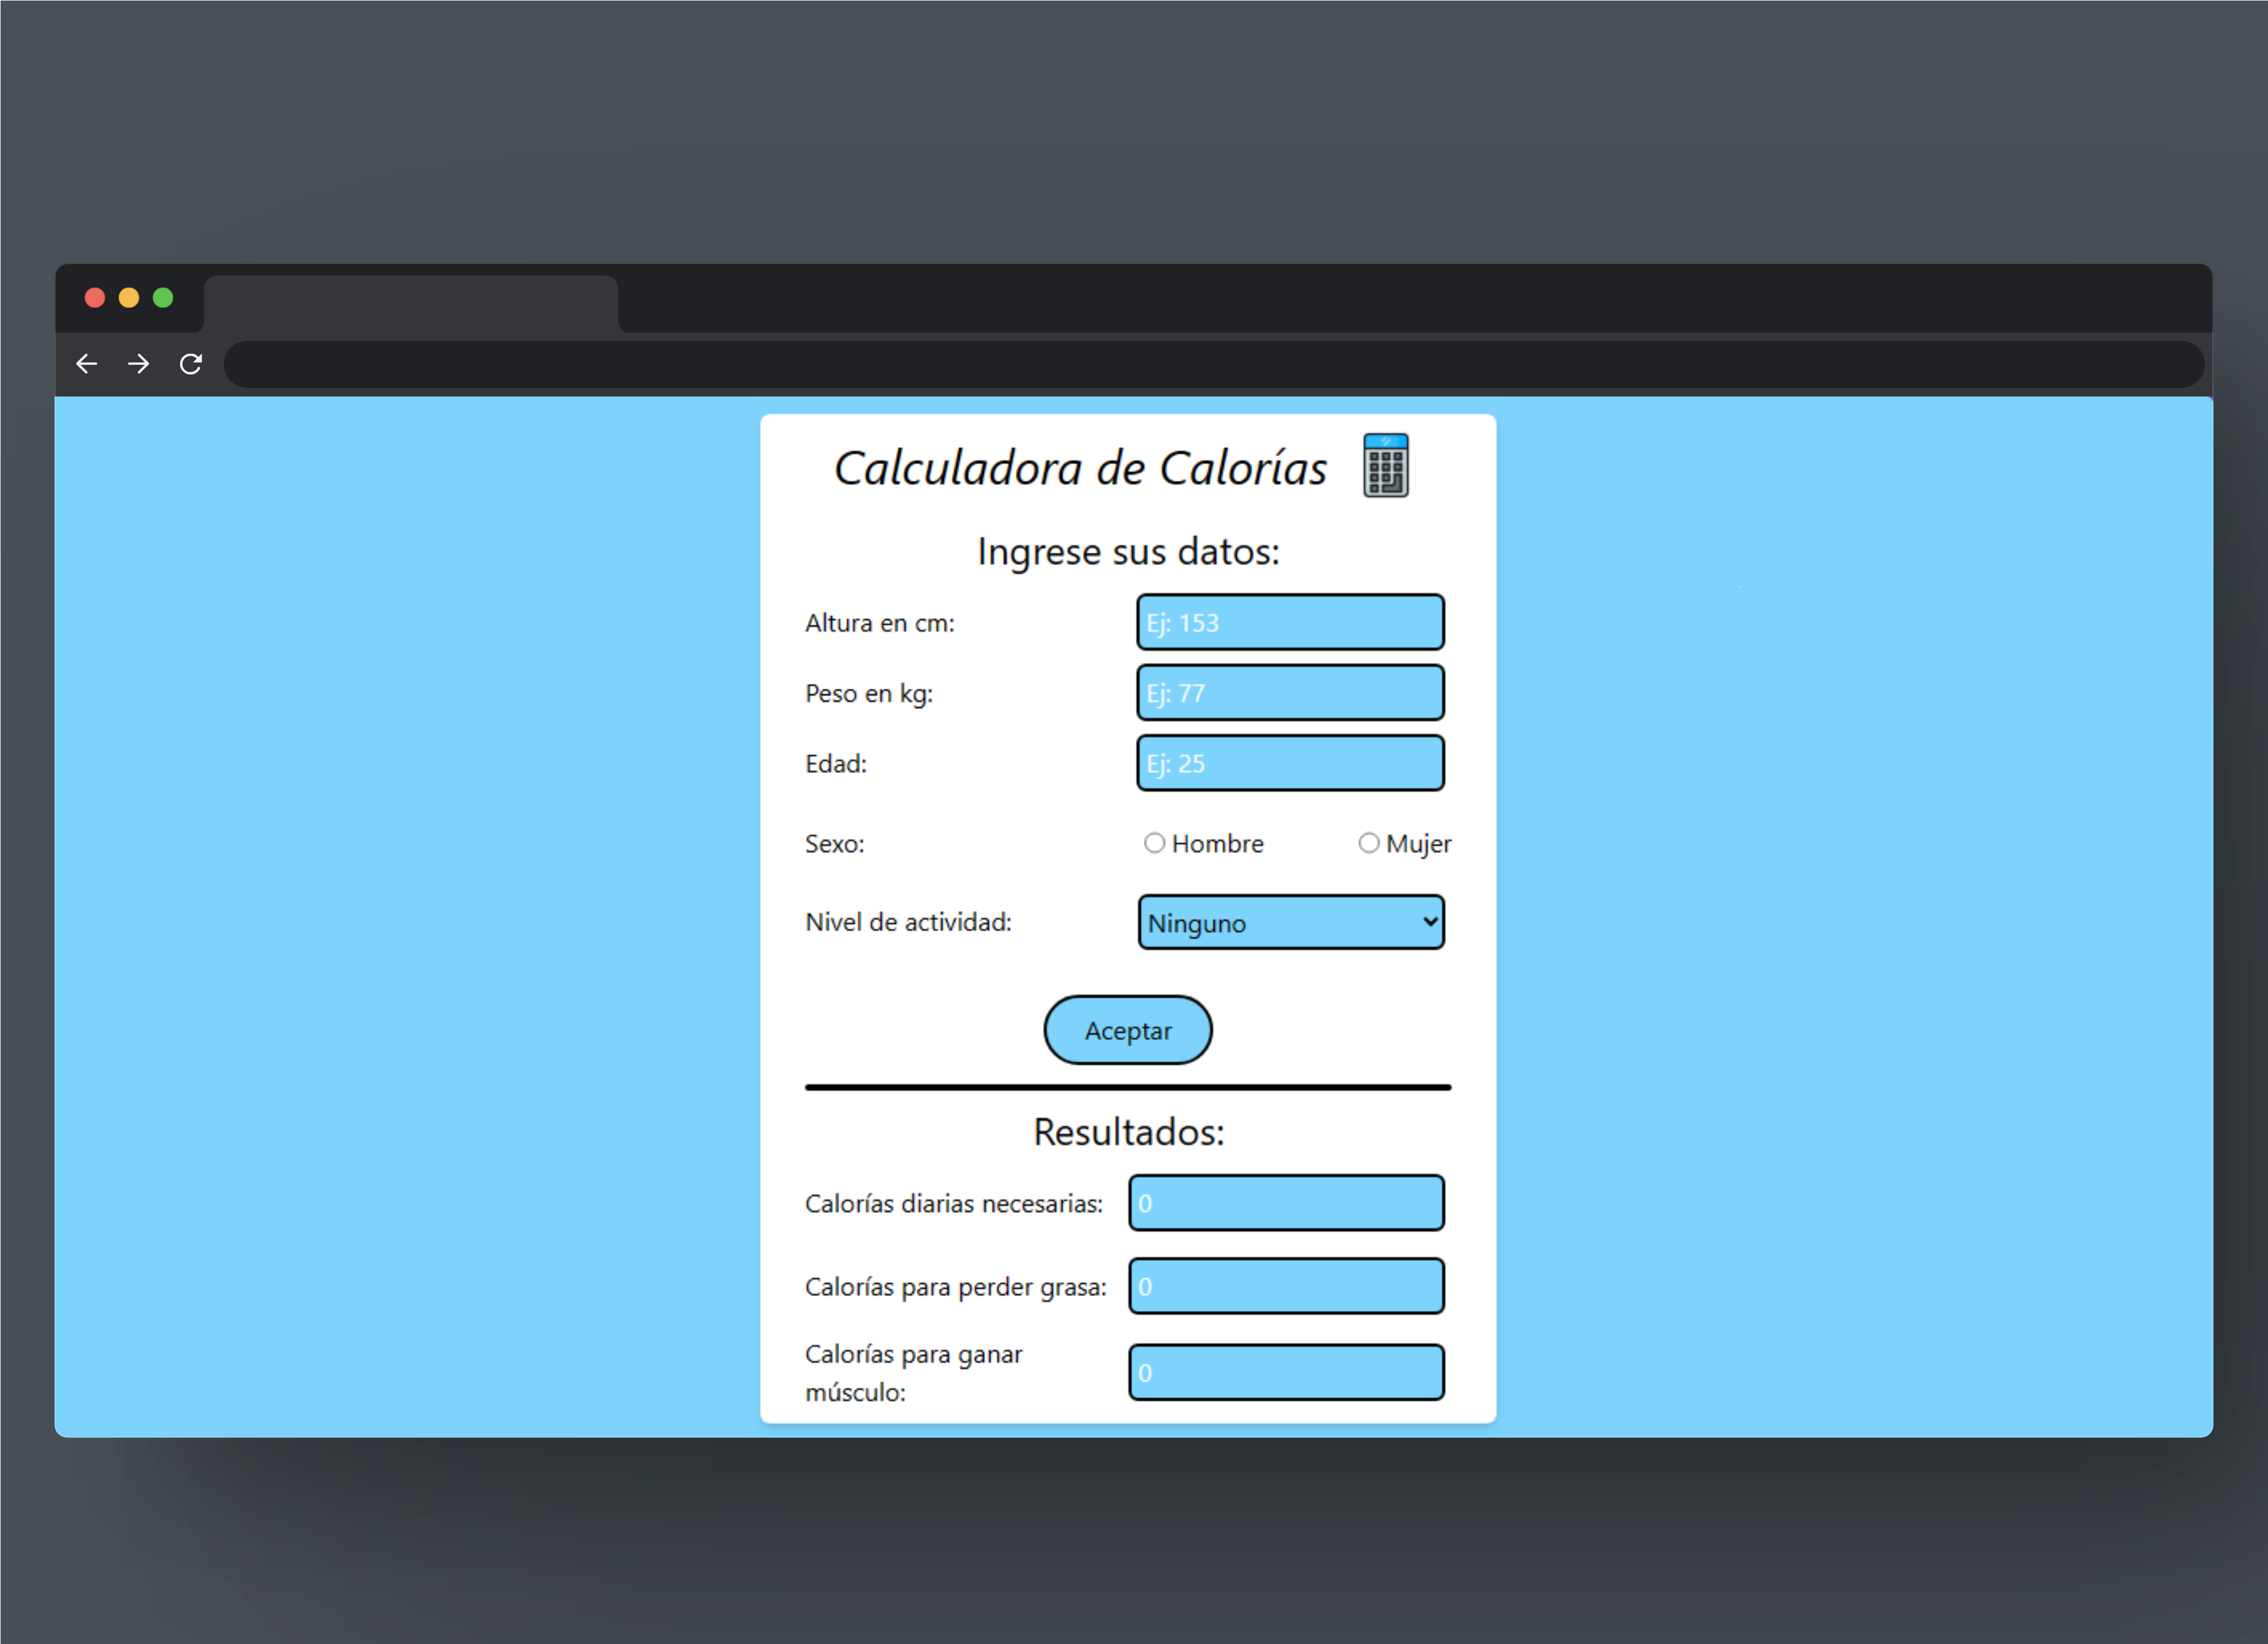 Calculadora de Calorías
Ingrese sus datos:
Altura en cm: Ej: 153
Peso en kg: Ej: 77
Edad: Ej: 25
Sexo: Hombre Mujer
Nivel de actividad: Ninguno
Aceptar
Resultados:
Calorías diarias necesarias: 0
Calorías para perder grasa: 0
Calorías para ganar
músculo: 0